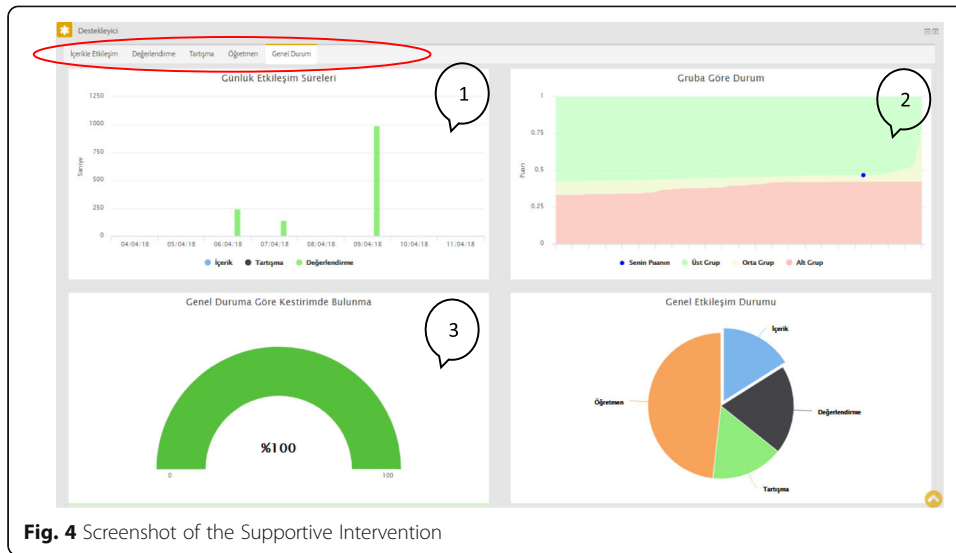 Destekleyici
İçerikle Etkileşim Değerlendirme Tartışma Öğretmen Genel Durum
Günlük Etkileşim Süreleri
1
1250
1000
750
500
250
0
Saniye
04/04/18 05/04/18 06/04/18 07/04/18 08/04/18 09/04/18 10/04/18 11/04/18
İçerik Tartışma Değerlendirme
Gruba Göre Durum
2
1
0.75
0.5
0.25
0
Puan
Senin Puanın Üst Grup Orta Grup Alt Grup
Genel Duruma Göre Kestirimde Bulunma
3
%100
0 100
Genel Etkileşim Durumu
İçerik
Öğretmen
Değerlendirme
Tartışma
Fig. 4 Screenshot of the Supportive Intervention